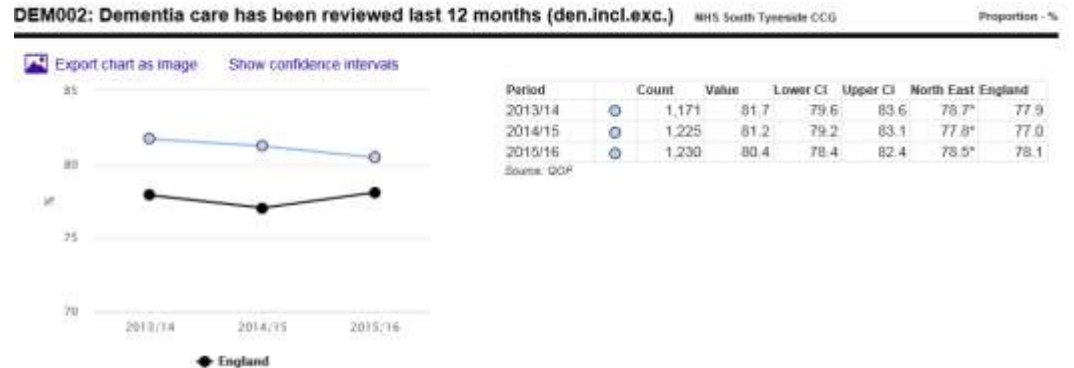 DEM002: Dementia care has been reviewed last 12 months (den.incl.exc.) NHS South Tyneside CCG Proportion - %
Export chart as image Show confidence intervals
85
80
%
75
70
2013/14 2014/15 2015/16
England
Period Count Value Lower CI Upper CI North East England
2013/14 1,171 81.7 79.6 83.6 78.7* 77.9
2014/15 1,225 81.2 79.2 83.1 77.8* 77.0
2015/16 1,230 80.4 78.4 82.4 78.5* 78.1
Source: QOF